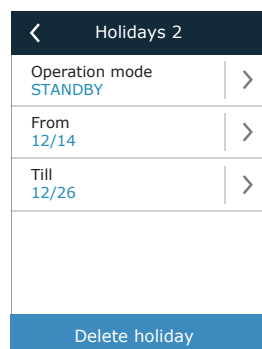 Holidays 2
Operation mode
STANDBY
From
12/14
Till
12/26
Delete holiday